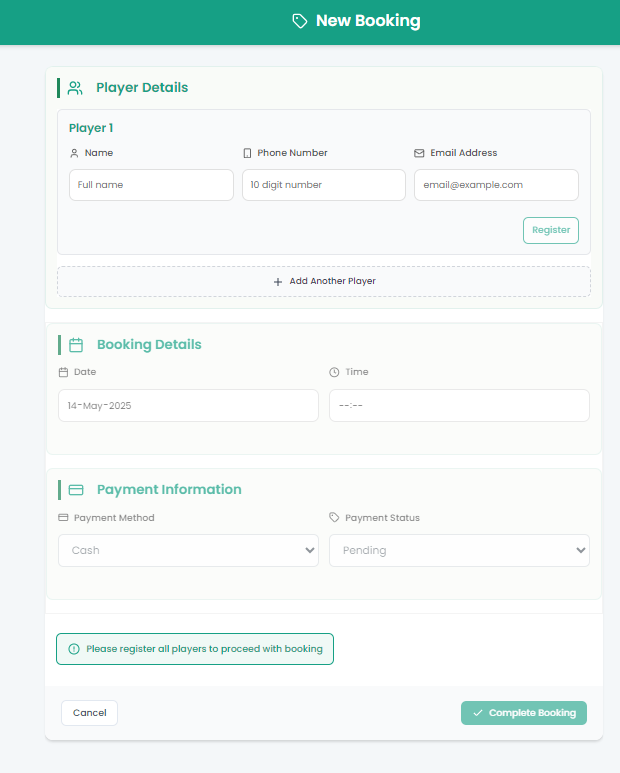 New Booking
Player Details
Player 1
Name Phone Number Email Address
Full name 10 digit number email@example.com
Register
+ Add Another Player
Booking Details
Date Time
14-May-2025 --:--
Payment Information
Payment Method Payment Status
Cash Pending
Please register all players to proceed with booking
Cancel Complete Booking